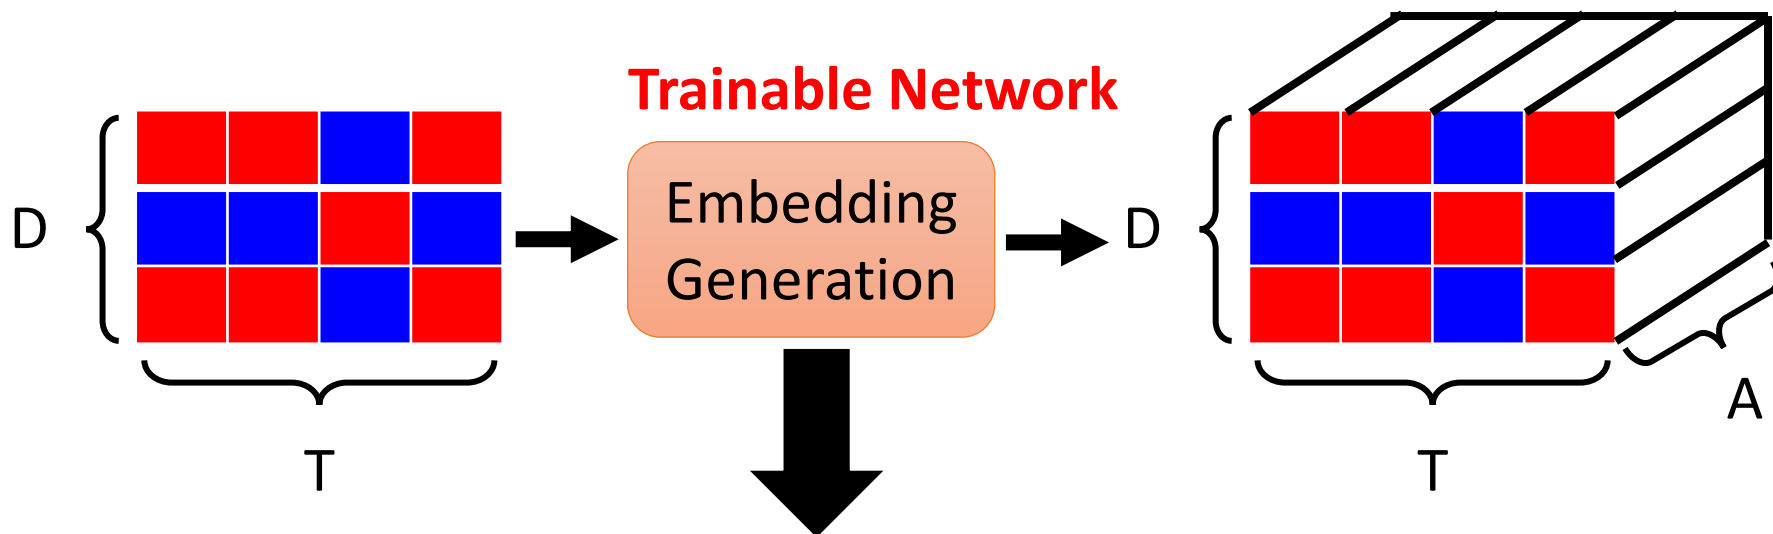 Trainable Network
D
Embedding
Generation
D
T
T
A